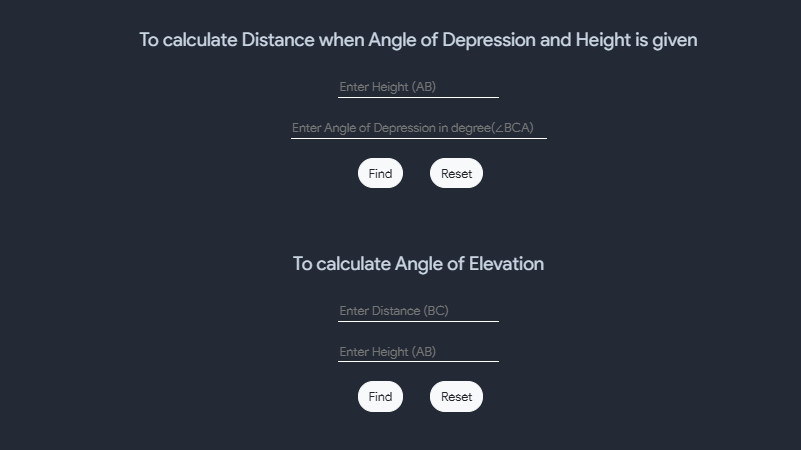 To calculate Distance when Angle of Depression and Height is given
Enter Height (AB)
Enter Angle of Depression in degree(∠BCA)
Find Reset
To calculate Angle of Elevation
Enter Distance (BC)
Enter Height (AB)
Find Reset